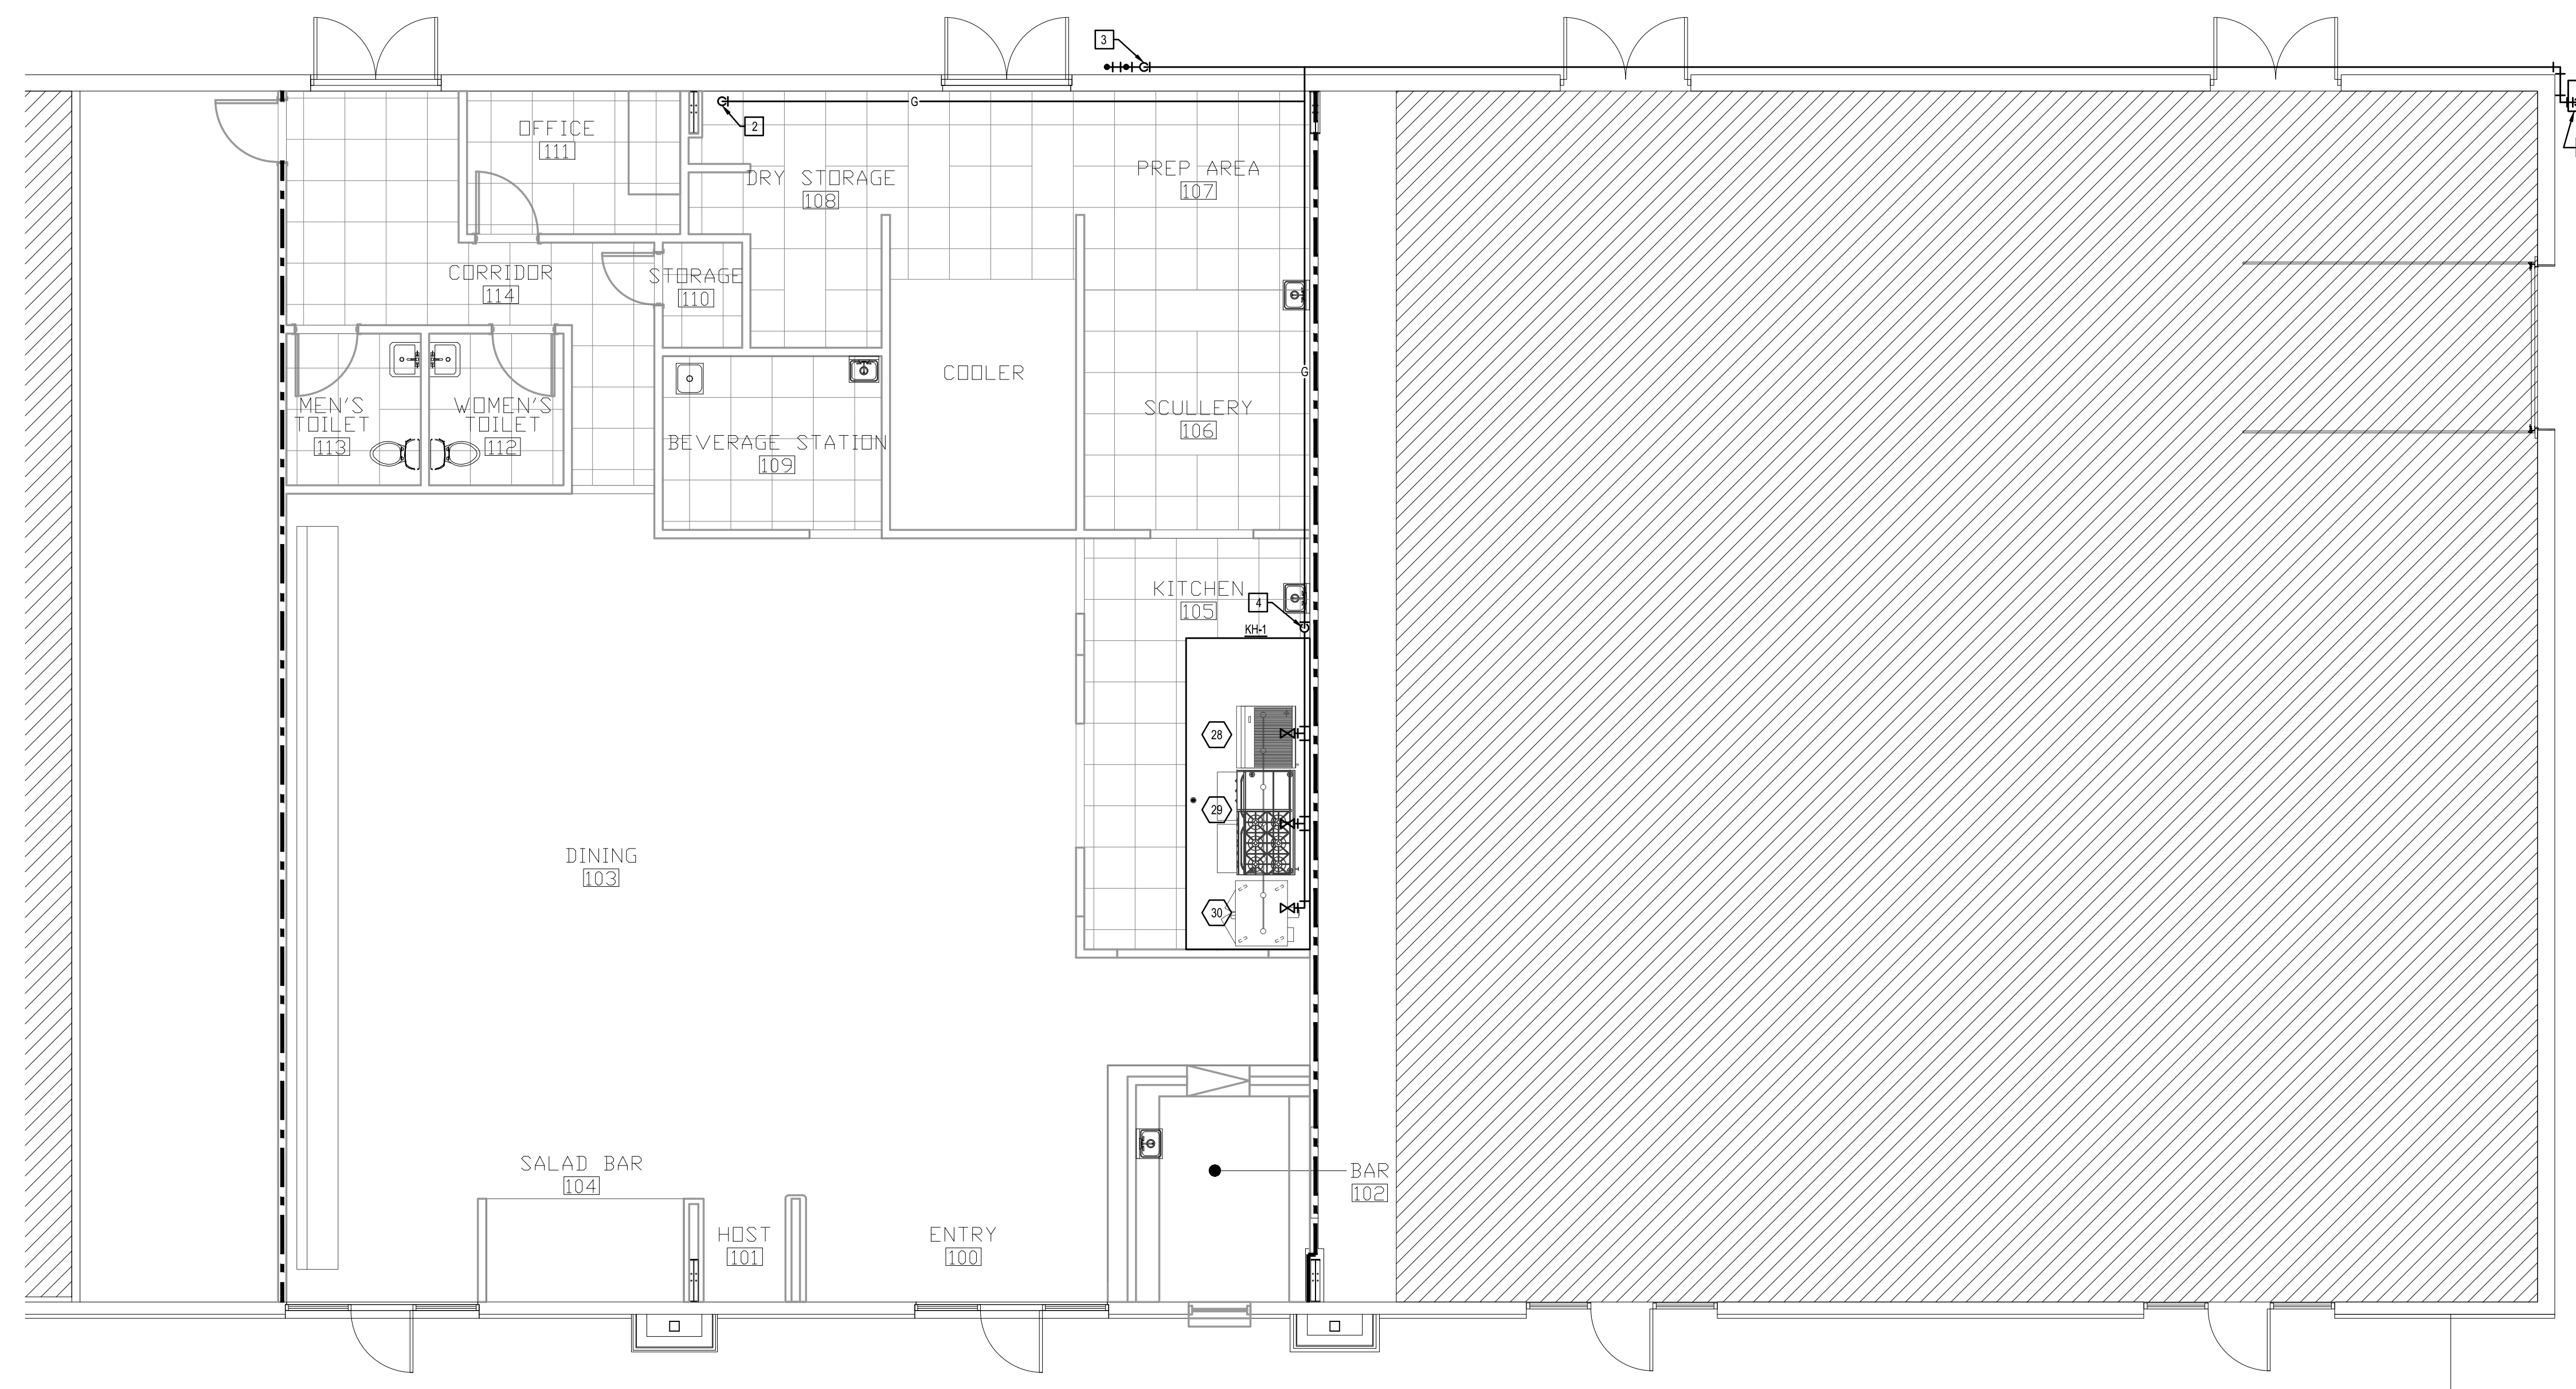 3
G
2
OFFICE
111
PREP AREA
107
DRY STORAGE
108
CORRIDOR
114
STORAGE
110
COOLER
G
MEN'S
TOILET
113
WOMEN'S
TOILET
112
SCULLERY
106
BEVERAGE STATION
109
KITCHEN
105
4
KH-1
28
29
30
DINING
103
SALAD BAR
104
BAR
102
HOST
101
ENTRY
100